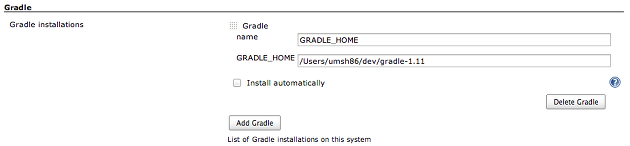 Gradle
Gradle installations
Gradle
name
GRADLE_HOME
GRADLE_HOME
/Users/umsh86/dev/gradle-1.11
Install automatically
?
Delete Gradle
Add Gradle
List of Gradle installations on this system